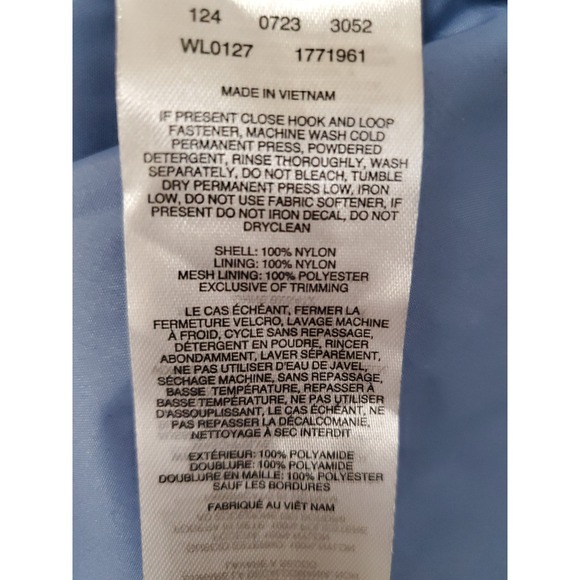 124 0723 3052
WL0127 1771961
MADE IN VIETNAM
IF PRESENT CLOSE HOOK AND LOOP
FASTENER, MACHINE WASH COLD
PERMANENT PRESS, POWDERED
DETERGENT, RINSE THOROUGHLY, WASH
SEPARATELY, DO NOT BLEACH, TUMBLE
DRY PERMANENT PRESS LOW, IRON
LOW, DO NOT USE FABRIC SOFTENER, IF
PRESENT DO NOT IRON DECAL, DO NOT
DRYCLEAN
SHELL: 100% NYLON
LINING: 100% NYLON
MESH LINING: 100% POLYESTER
EXCLUSIVE OF TRIMMING
LE CAS ÉCHÉANT, FERMER LA
FERMETURE VELCRO, LAVAGE MACHINE
À FROID, CYCLE SANS REPASSAGE,
DÉTERGENT EN POUDRE, RINCER
ABONDAMMENT, LAVER SÉPARÉMENT,
NE PAS UTILISER D'EAU DE JAVEL,
SÉCHAGE MACHINE, SANS REPASSAGE,
BASSE TEMPÉRATURE, REPASSER À
BASSE TEMPÉRATURE, NE PAS UTILISER
D'ASSOUPLISSANT, LE CAS ÉCHÉANT, NE
PAS REPASSER LA DÉCALCOMANIE,
NETTOYAGE À SEC INTERDIT
EXTÉRIEUR: 100% POLYAMIDE
DOUBLURE: 100% POLYAMIDE
DOUBLURE EN MAILLE: 100% POLYESTER
SAUF LES BORDURES
FABRIQUÉ AU VIÊT NAM